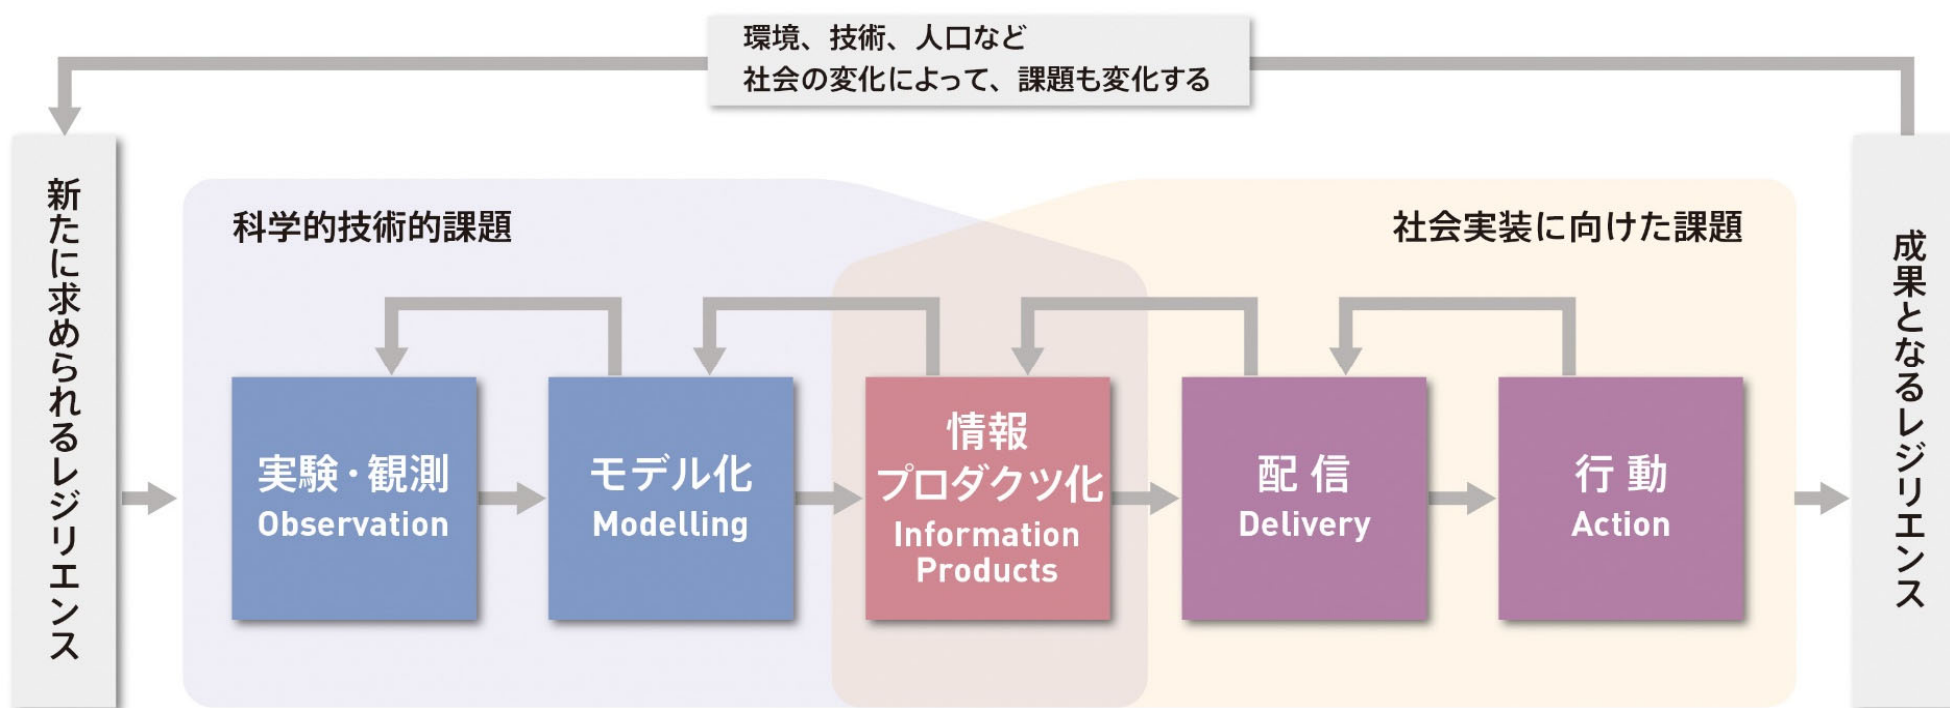 環境、技術、人口など
社会の変化によって、課題も変化する
新たに求められるレジリエンス
科学的技術的課題
社会実装に向けた課題
実験・観測
Observation
モデル化
Modelling
情報
プロダクツ化
Information
Products
配信
Delivery
行動
Action
成果となるレジリエンス